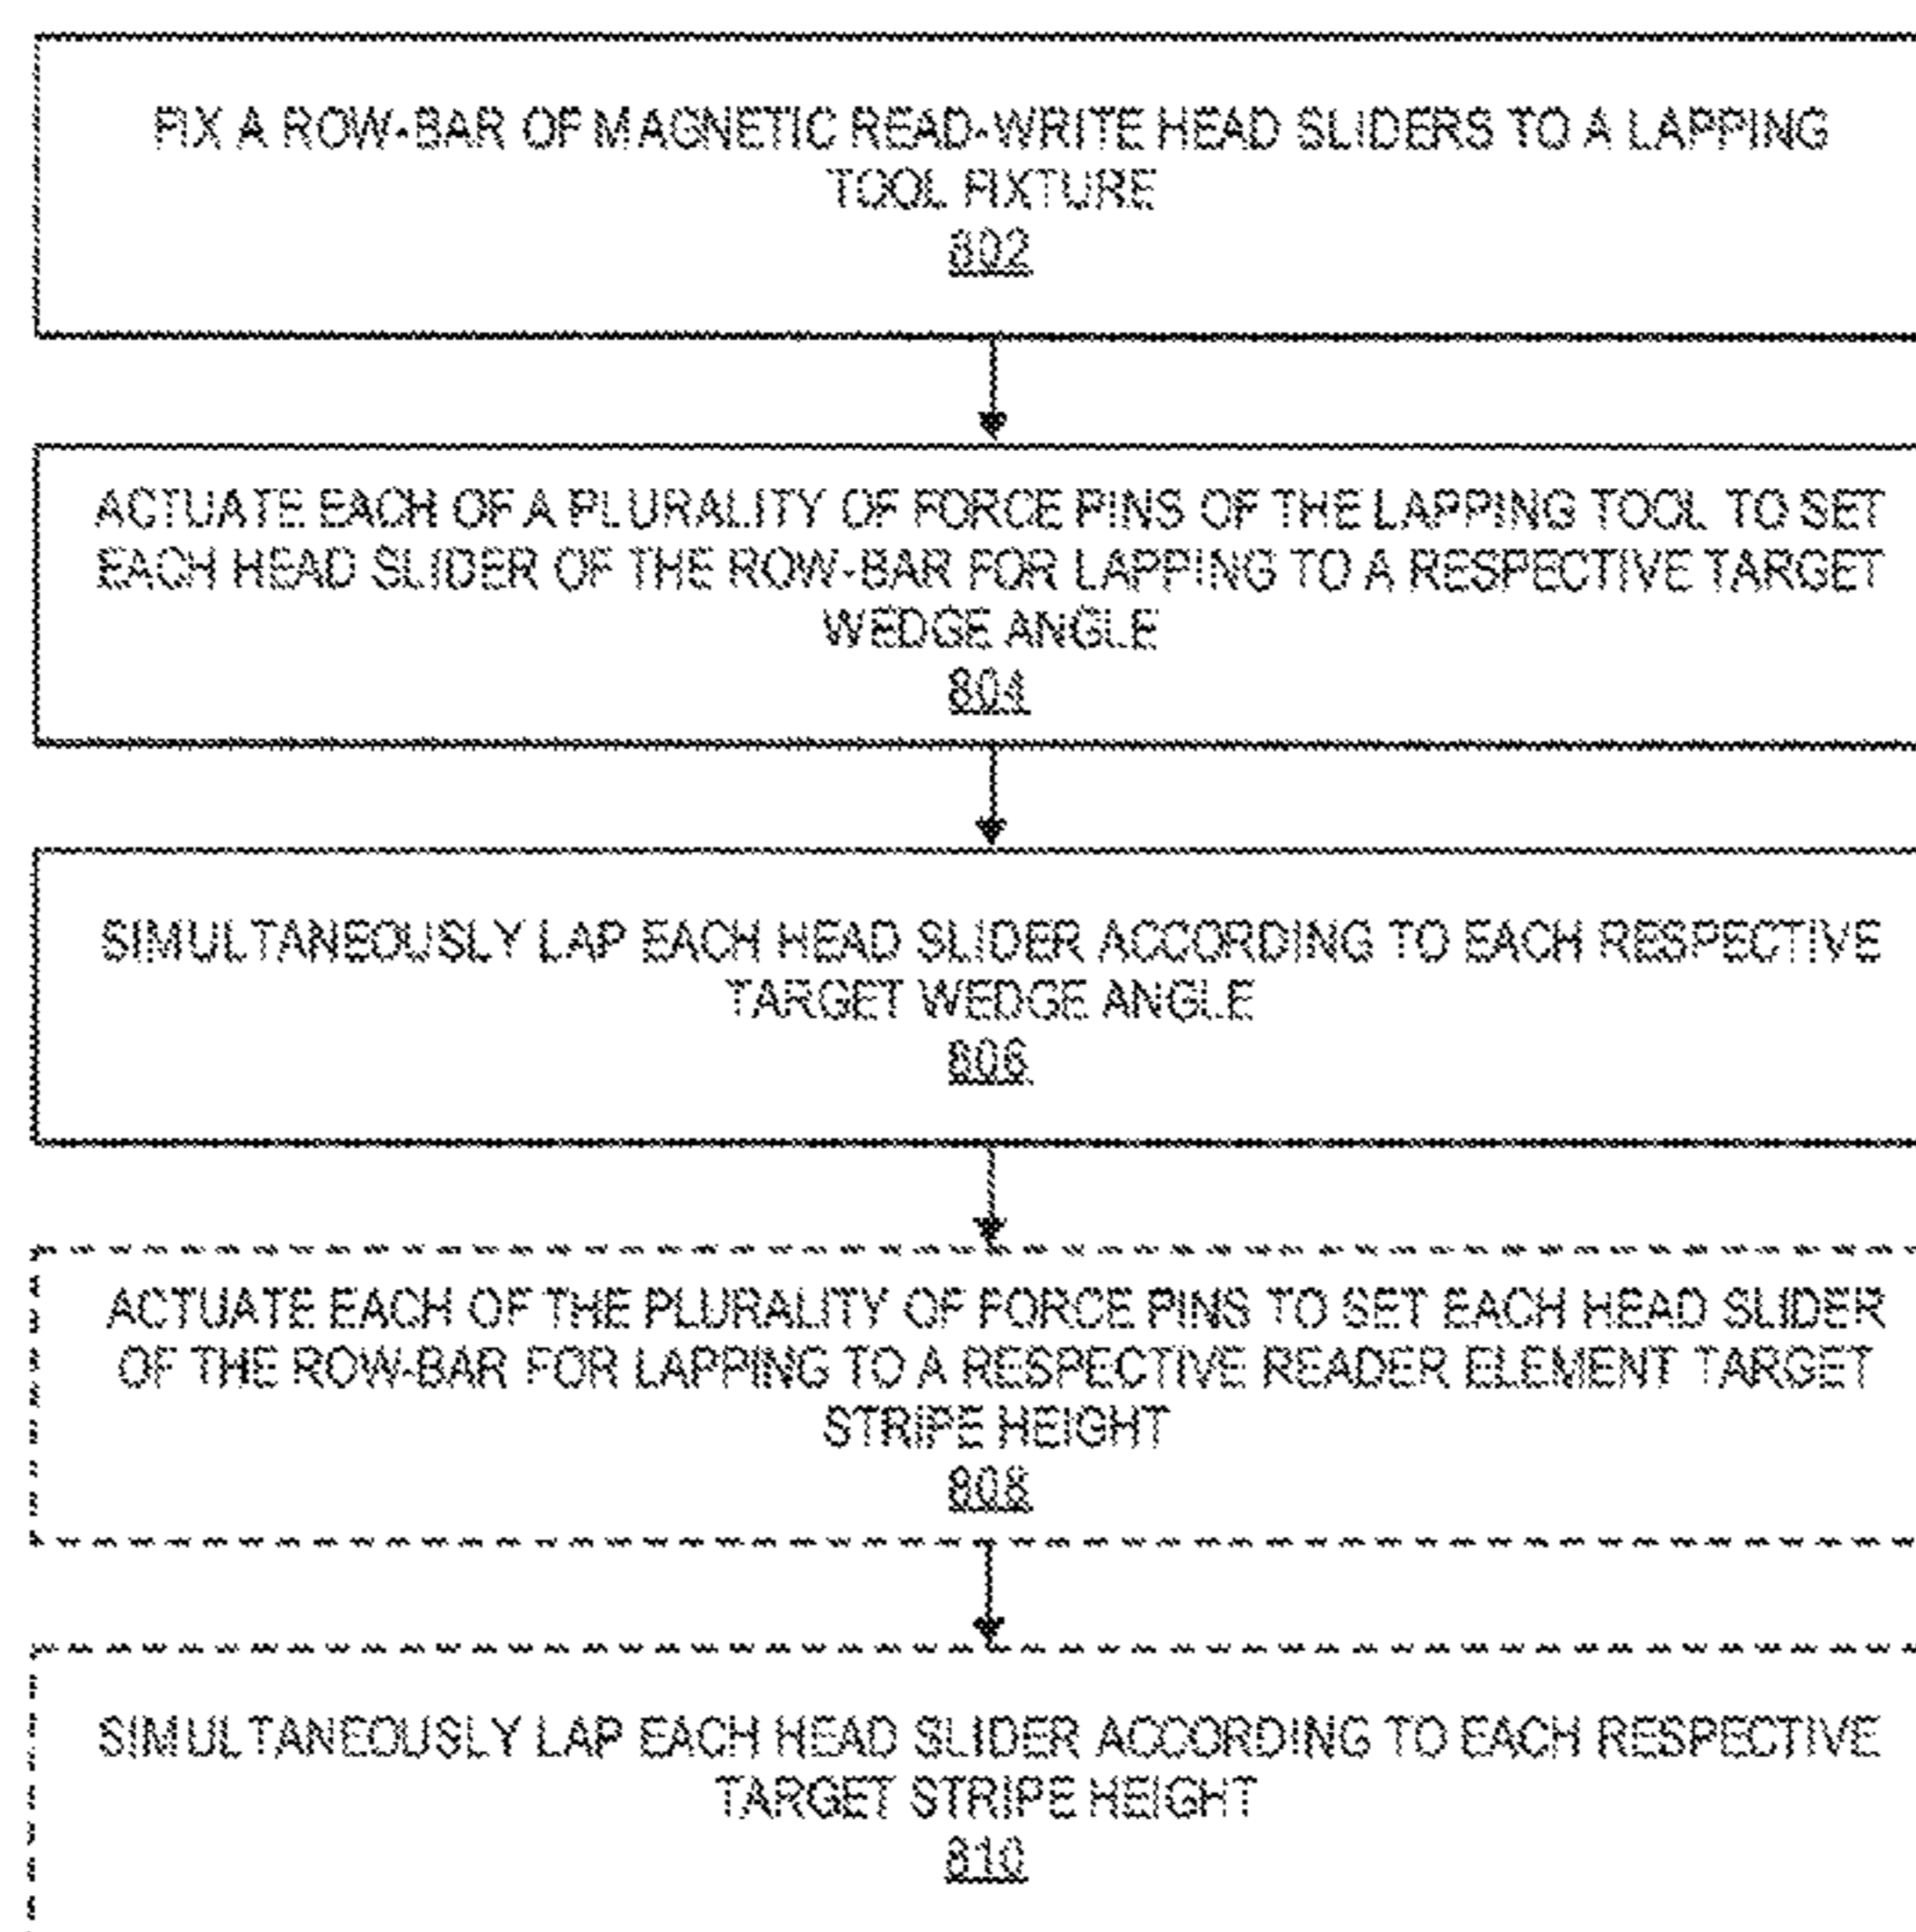 FIX A ROW-BAR OF MAGNETIC READ-WRITE HEAD SLIDERS TO A LAPPING
TOOL FIXTURE
802
ACTUATE EACH OF A PLURALITY OF FORCE PINS OF THE LAPPING TOOL TO SET
EACH HEAD SLIDER OF THE ROW-BAR FOR LAPPING TO A RESPECTIVE TARGET
WEDGE ANGLE
804
SIMULTANEOUSLY LAP EACH HEAD SLIDER ACCORDING TO EACH RESPECTIVE
TARGET WEDGE ANGLE
806
ACTUATE EACH OF THE PLURALITY OF FORCE PINS TO SET EACH HEAD SLIDER
OF THE ROW-BAR FOR LAPPING TO A RESPECTIVE READER ELEMENT TARGET
STRIPE HEIGHT
808
SIMULTANEOUSLY LAP EACH HEAD SLIDER ACCORDING TO EACH RESPECTIVE
TARGET STRIPE HEIGHT
810